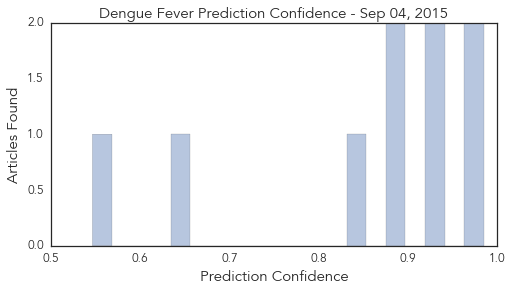 Dengue Fever Prediction Confidence - Sep 04, 2015
2.0
1.5
1.0
0.5
0.0
Articles Found
0.5 0.6 0.7 0.8 0.9 1.0
Prediction Confidence